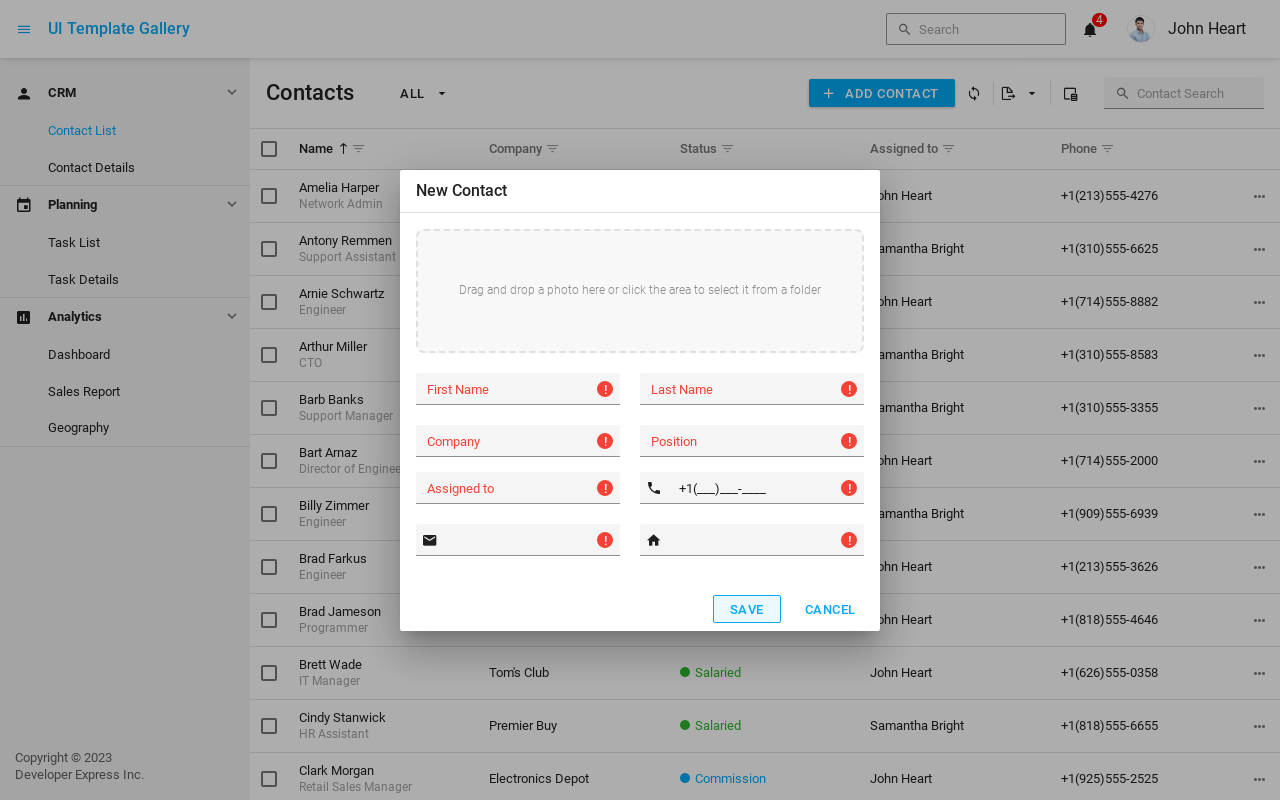 UI Template Gallery
Search
4
John Heart
CRM
Contact List
Contact Details
Planning
Task List
Task Details
Analytics
Dashboard
Sales Report
Geography
Copyright © 2023
Developer Express Inc.
Contacts
ALL
ADD CONTACT
Contact Search
Name Company Status Assigned to Phone
Amelia Harper
Network Admin
ohn Heart
+1(213)555-4276
Antony Remmen
Support Assistant
amantha Bright
+1(310)555-6625
Arnie Schwartz
Engineer
ohn Heart
+1(714)555-8882
Arthur Miller
CTO
amantha Bright
+1(310)555-8583
Barb Banks
Support Manager
amantha Bright
+1(310)555-3355
Bart Arnaz
Director of Enginee
ohn Heart
+1(714)555-2000
Billy Zimmer
Engineer
amantha Bright
+1(909)555-6939
Brad Farkus
Engineer
ohn Heart
+1(213)555-3626
Brad Jameson
Programmer
ohn Heart
+1(818)555-4646
Brett Wade
IT Manager
Tom's Club
Salaried
John Heart
+1(626)555-0358
Cindy Stanwick
HR Assistant
Premier Buy
Salaried
Samantha Bright
+1(818)555-6655
Clark Morgan
Retail Sales Manager
Electronics Depot
Commission
John Heart
+1(925)555-2525
New Contact
Drag and drop a photo here or click the area to select it from a folder
First Name
Last Name
Company
Position
Assigned to
+1(___)___-____
SAVE
CANCEL